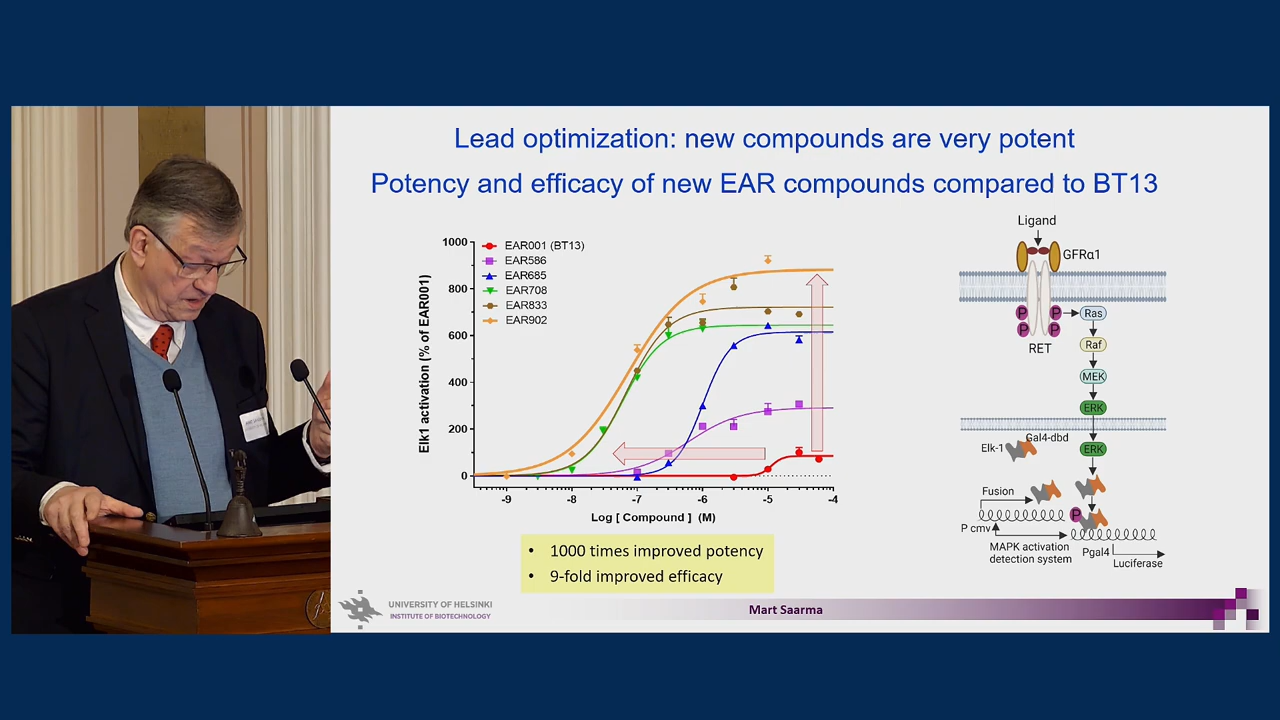 Lead optimization: new compounds are very potent
Potency and efficacy of new EAR compounds compared to BT13
Elk1 activation (% of EAR001)
1000
800
600
400
200
0
EAR001 (BT13)
EAR586
EAR685
EAR708
EAR833
EAR902
-9
-8
-7
-6
-5
-4
Log [ Compound ] (M)
• 1000 times improved potency
• 9-fold improved efficacy
Ligand
GFRα1
P
P
P
P
RET
Ras
Raf
MEK
ERK
ERK
Gal4-dbd
Elk-1
Fusion
P cmv
MAPK activation
detection system
P
Pgal4
Luciferase
UNIVERSITY OF HELSINKI
INSTITUTE OF BIOTECHNOLOGY
Mart Saarma